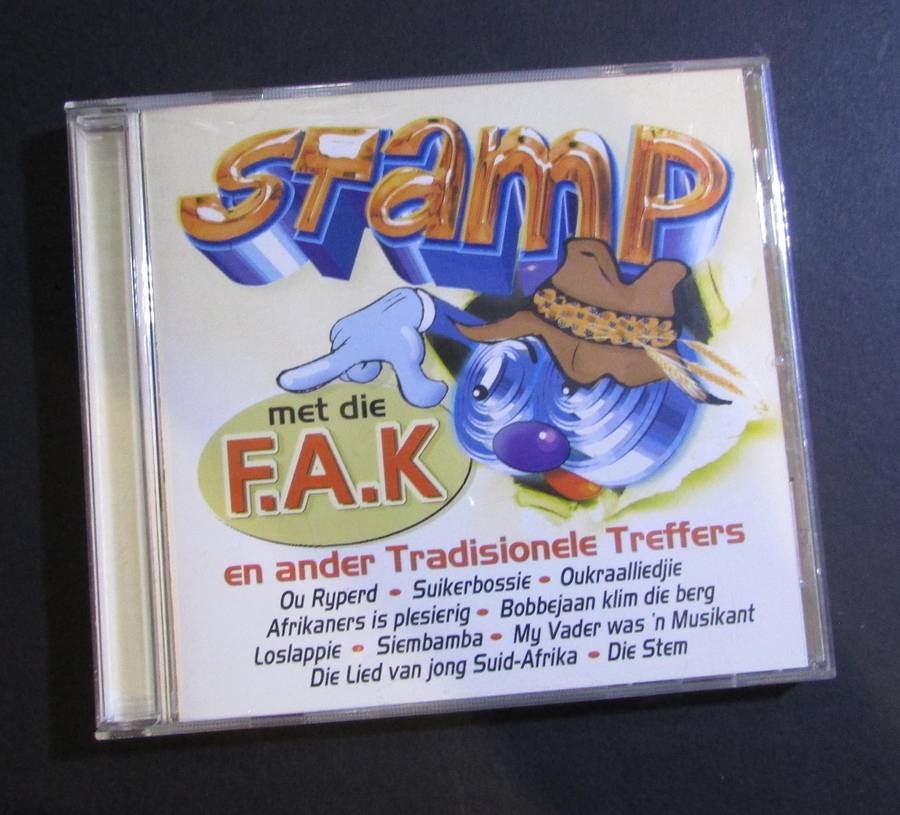 Stamp
met die
F.A.K
en ander Tradisionele Treffers
Ou Ryperd • Suikerbossie • Oukraalliedjie
Afrikaners is plesierig • Bobbejaan klim die berg
Loslappie • Siembamba • My Vader was 'n Musikant
Die Lied van jong Suid-Afrika • Die Stem